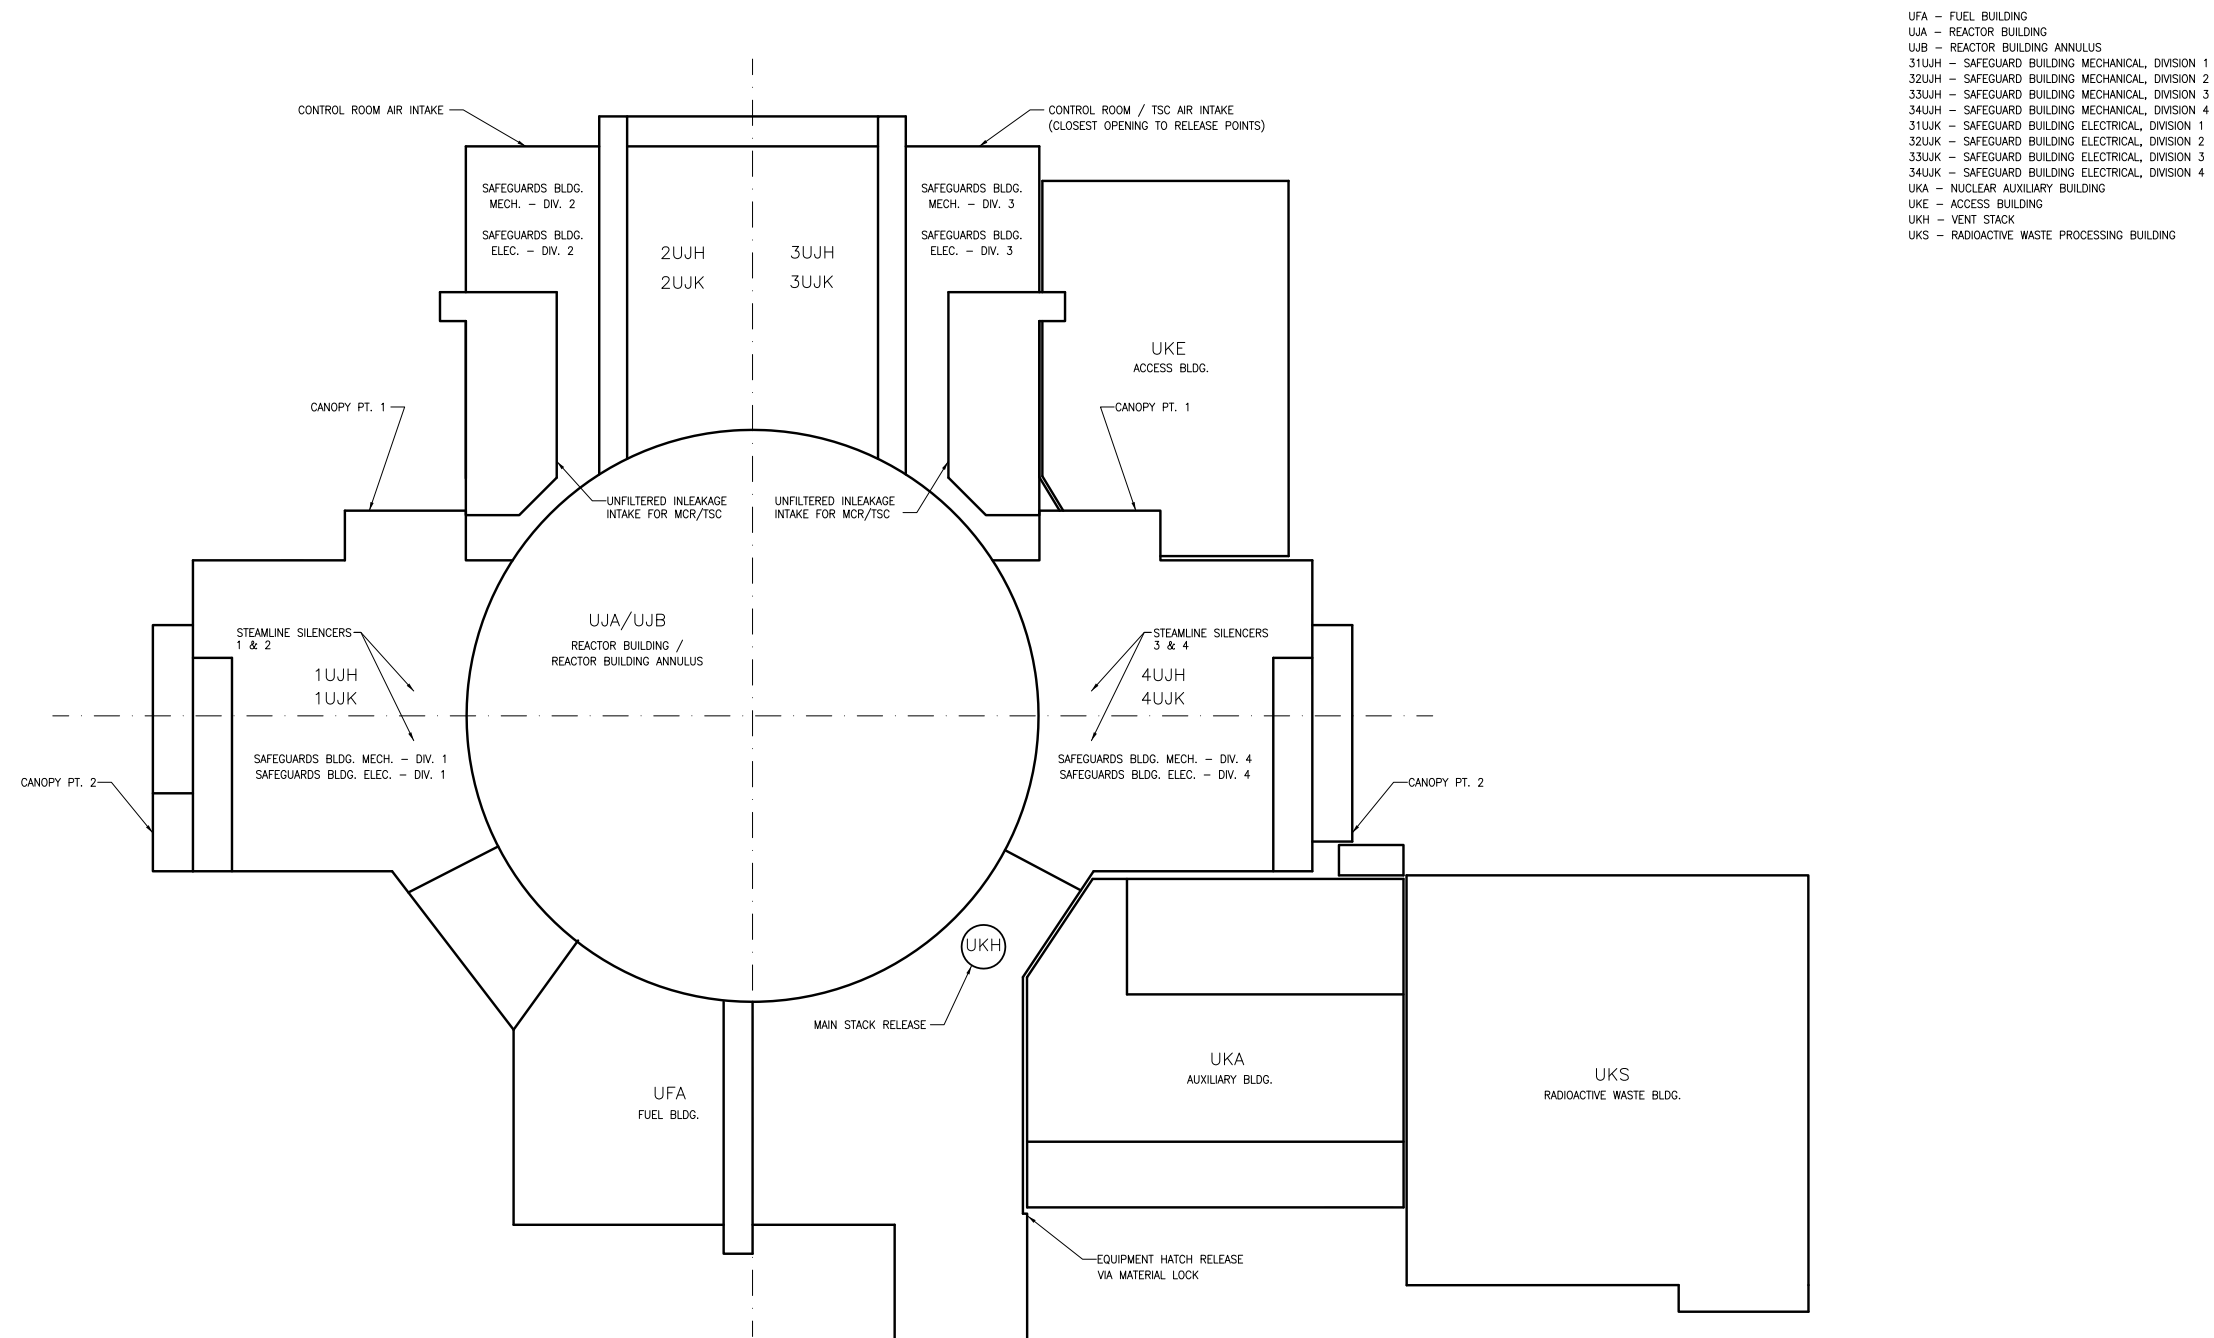 UFA – FUEL BUILDING
UJA – REACTOR BUILDING
UJB – REACTOR BUILDING ANNULUS
31UJH – SAFEGUARD BUILDING MECHANICAL, DIVISION 1
32UJH – SAFEGUARD BUILDING MECHANICAL, DIVISION 2
33UJH – SAFEGUARD BUILDING MECHANICAL, DIVISION 3
34UJH – SAFEGUARD BUILDING MECHANICAL, DIVISION 4
31UJK – SAFEGUARD BUILDING ELECTRICAL, DIVISION 1
32UJK – SAFEGUARD BUILDING ELECTRICAL, DIVISION 2
33UJK – SAFEGUARD BUILDING ELECTRICAL, DIVISION 3
34UJK – SAFEGUARD BUILDING ELECTRICAL, DIVISION 4
UKA – NUCLEAR AUXILIARY BUILDING
UKE – ACCESS BUILDING
UKH – VENT STACK
UKS – RADIOACTIVE WASTE PROCESSING BUILDING
CONTROL ROOM AIR INTAKE
CONTROL ROOM / TSC AIR INTAKE
(CLOSEST OPENING TO RELEASE POINTS)
SAFEGUARDS BLDG.
MECH. – DIV. 2
SAFEGUARDS BLDG.
ELEC. – DIV. 2
2UJH
2UJK
3UJH
3UJK
SAFEGUARDS BLDG.
MECH. – DIV. 3
SAFEGUARDS BLDG.
ELEC. – DIV. 3
UKE
ACCESS BLDG.
CANOPY PT. 1
CANOPY PT. 1
UNFILTERED INLEAKAGE
INTAKE FOR MCR/TSC
UNFILTERED INLEAKAGE
INTAKE FOR MCR/TSC
UJA/UJB
REACTOR BUILDING /
REACTOR BUILDING ANNULUS
STEAMLINE SILENCERS
1 & 2
1UJH
1UJK
SAFEGUARDS BLDG. MECH. – DIV. 1
SAFEGUARDS BLDG. ELEC. – DIV. 1
STEAMLINE SILENCERS
3 & 4
4UJH
4UJK
SAFEGUARDS BLDG. MECH. – DIV. 4
SAFEGUARDS BLDG. ELEC. – DIV. 4
CANOPY PT. 2
CANOPY PT. 2
UKH
MAIN STACK RELEASE
UFA
FUEL BLDG.
UKA
AUXILIARY BLDG.
UKS
RADIOACTIVE WASTE BLDG.
EQUIPMENT HATCH RELEASE
VIA MATERIAL LOCK